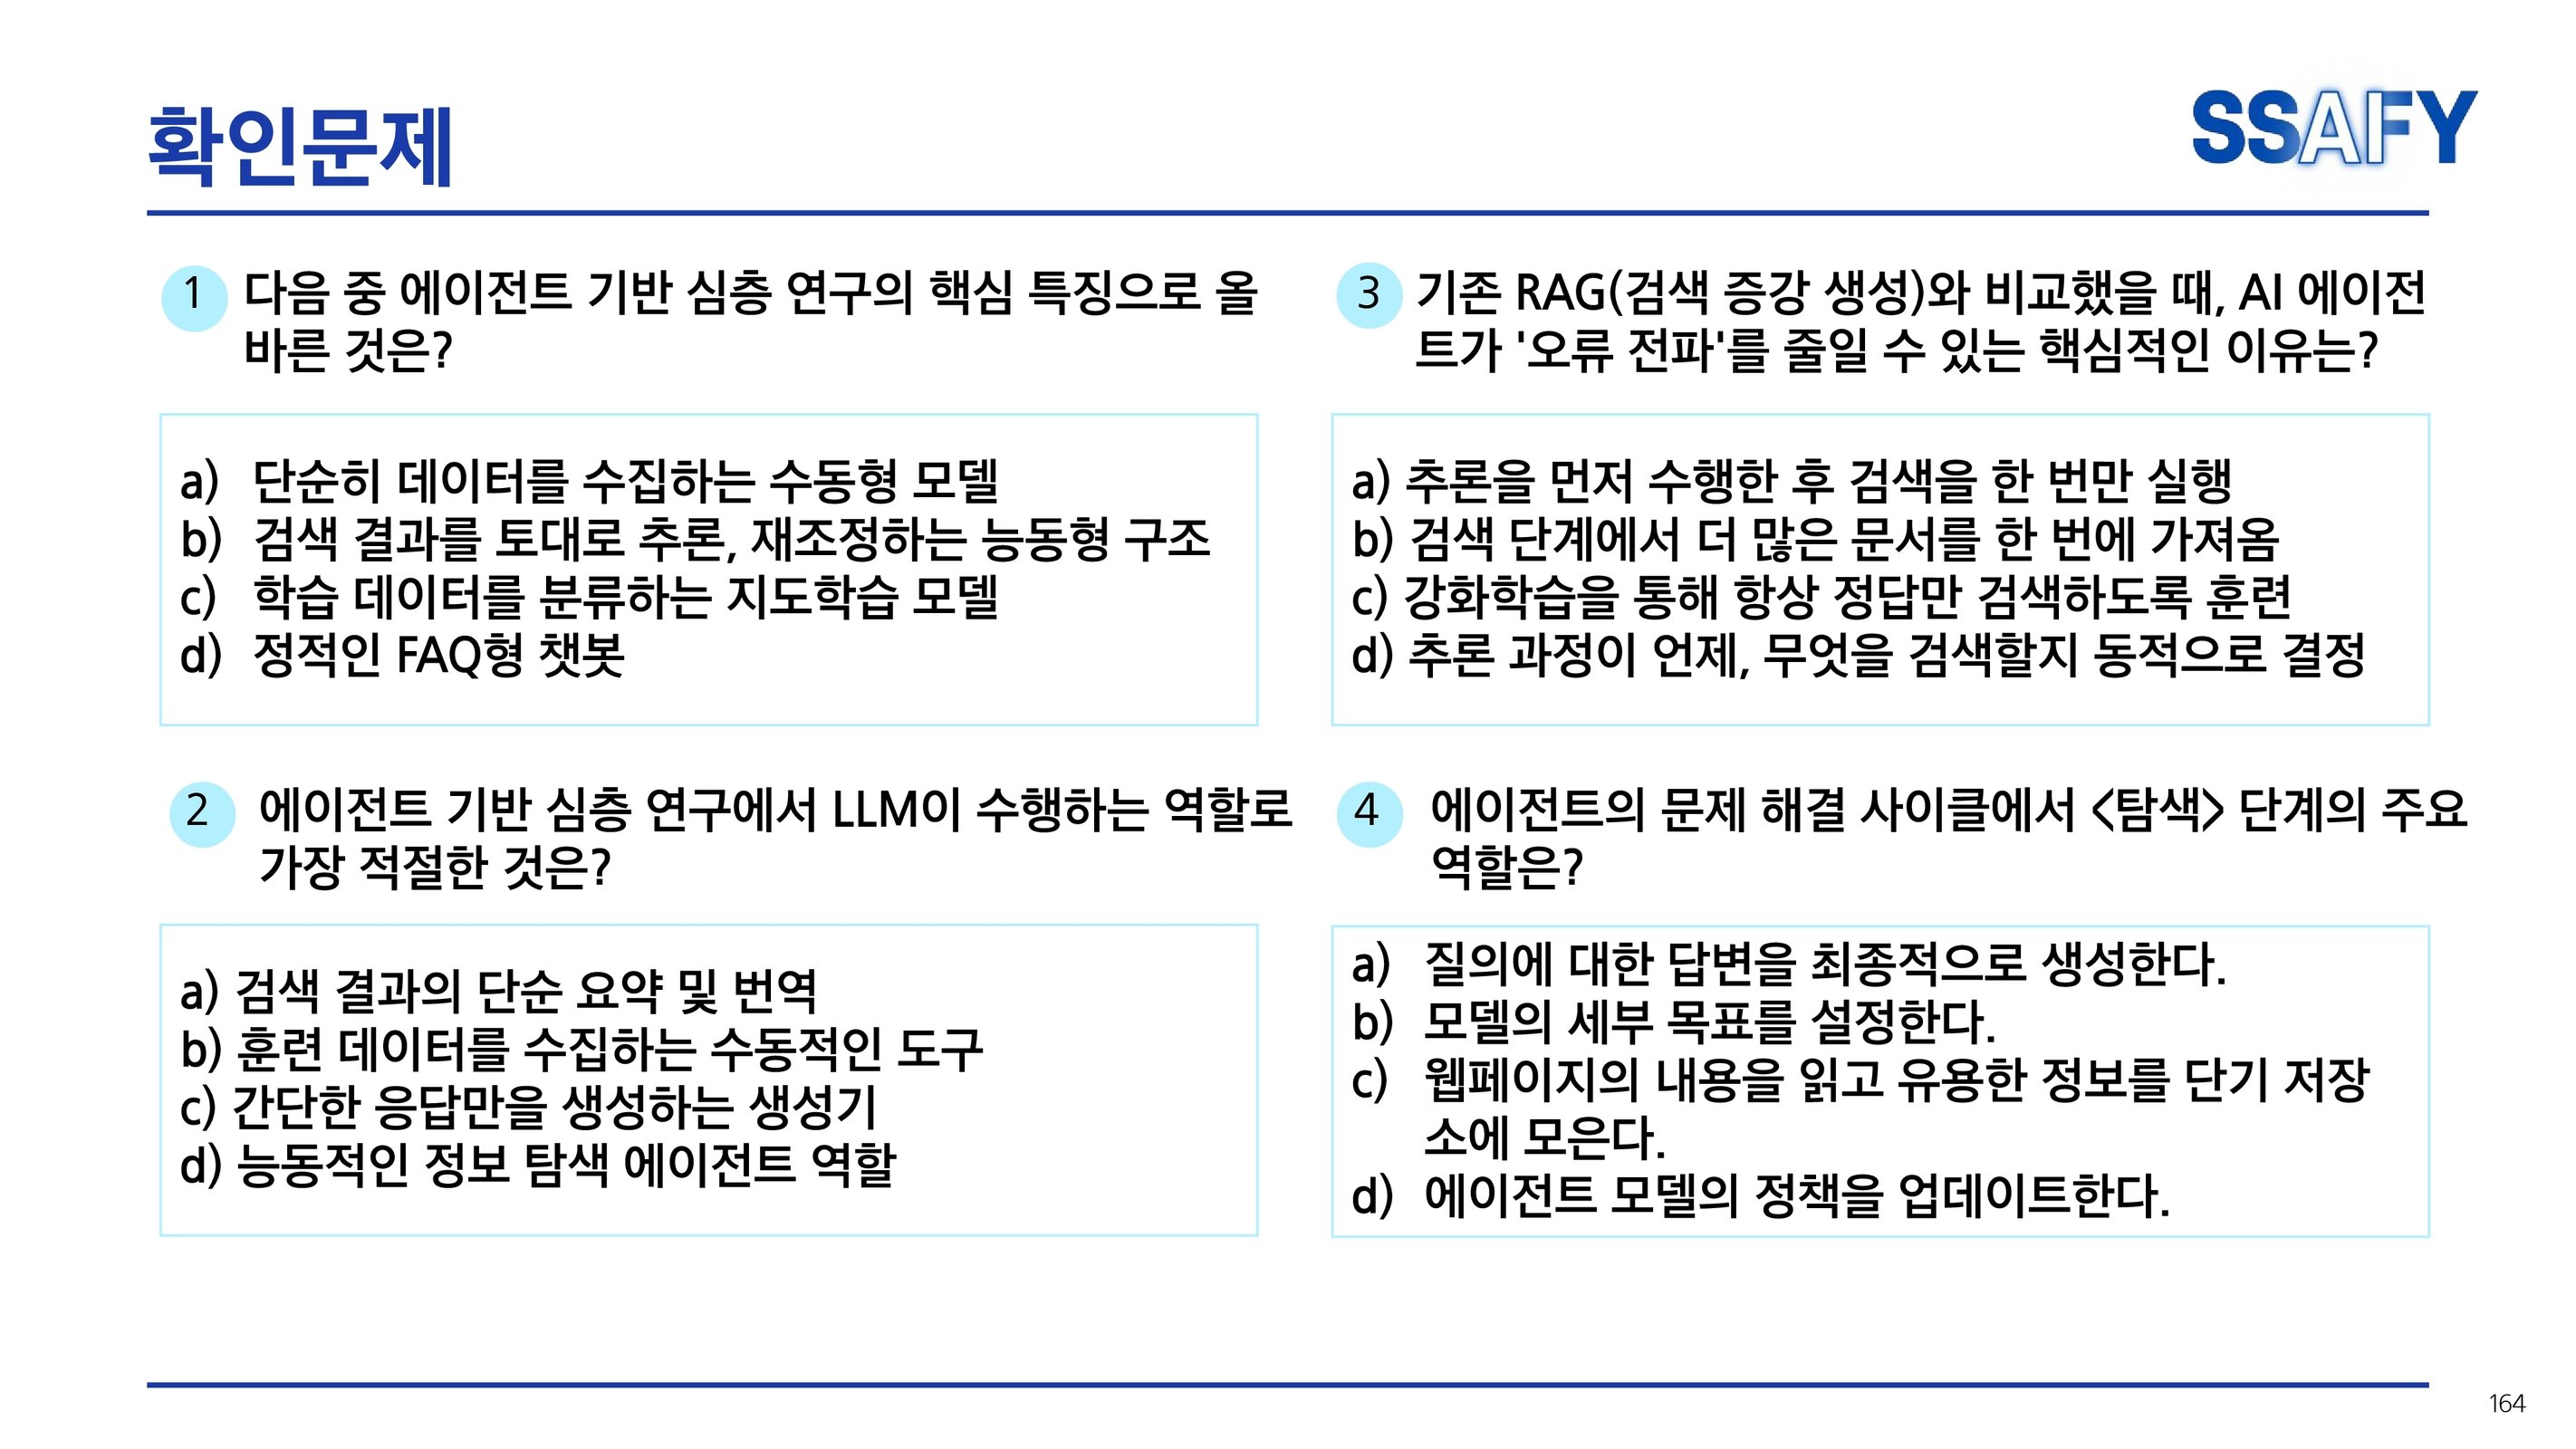 확인문제
SSAFY
1 다음 중 에이전트 기반 심층 연구의 핵심 특징으로 올
바른 것은?
a) 단순히 데이터를 수집하는 수동형 모델
b) 검색 결과를 토대로 추론, 재조정하는 능동형 구조
c) 학습 데이터를 분류하는 지도학습 모델
d) 정적인 FAQ형 챗봇
2 에이전트 기반 심층 연구에서 LLM이 수행하는 역할로
가장 적절한 것은?
a) 검색 결과의 단순 요약 및 번역
b) 훈련 데이터를 수집하는 수동적인 도구
c) 간단한 응답만을 생성하는 생성기
d) 능동적인 정보 탐색 에이전트 역할
3 기존 RAG(검색 증강 생성)와 비교했을 때, AI 에이전
트가 '오류 전파'를 줄일 수 있는 핵심적인 이유는?
a) 추론을 먼저 수행한 후 검색을 한 번만 실행
b) 검색 단계에서 더 많은 문서를 한 번에 가져옴
c) 강화학습을 통해 항상 정답만 검색하도록 훈련
d) 추론 과정이 언제, 무엇을 검색할지 동적으로 결정
4 에이전트의 문제 해결 사이클에서 <탐색> 단계의 주요
역할은?
a) 질의에 대한 답변을 최종적으로 생성한다.
b) 모델의 세부 목표를 설정한다.
c) 웹페이지의 내용을 읽고 유용한 정보를 단기 저장
소에 모은다.
d) 에이전트 모델의 정책을 업데이트한다.
164